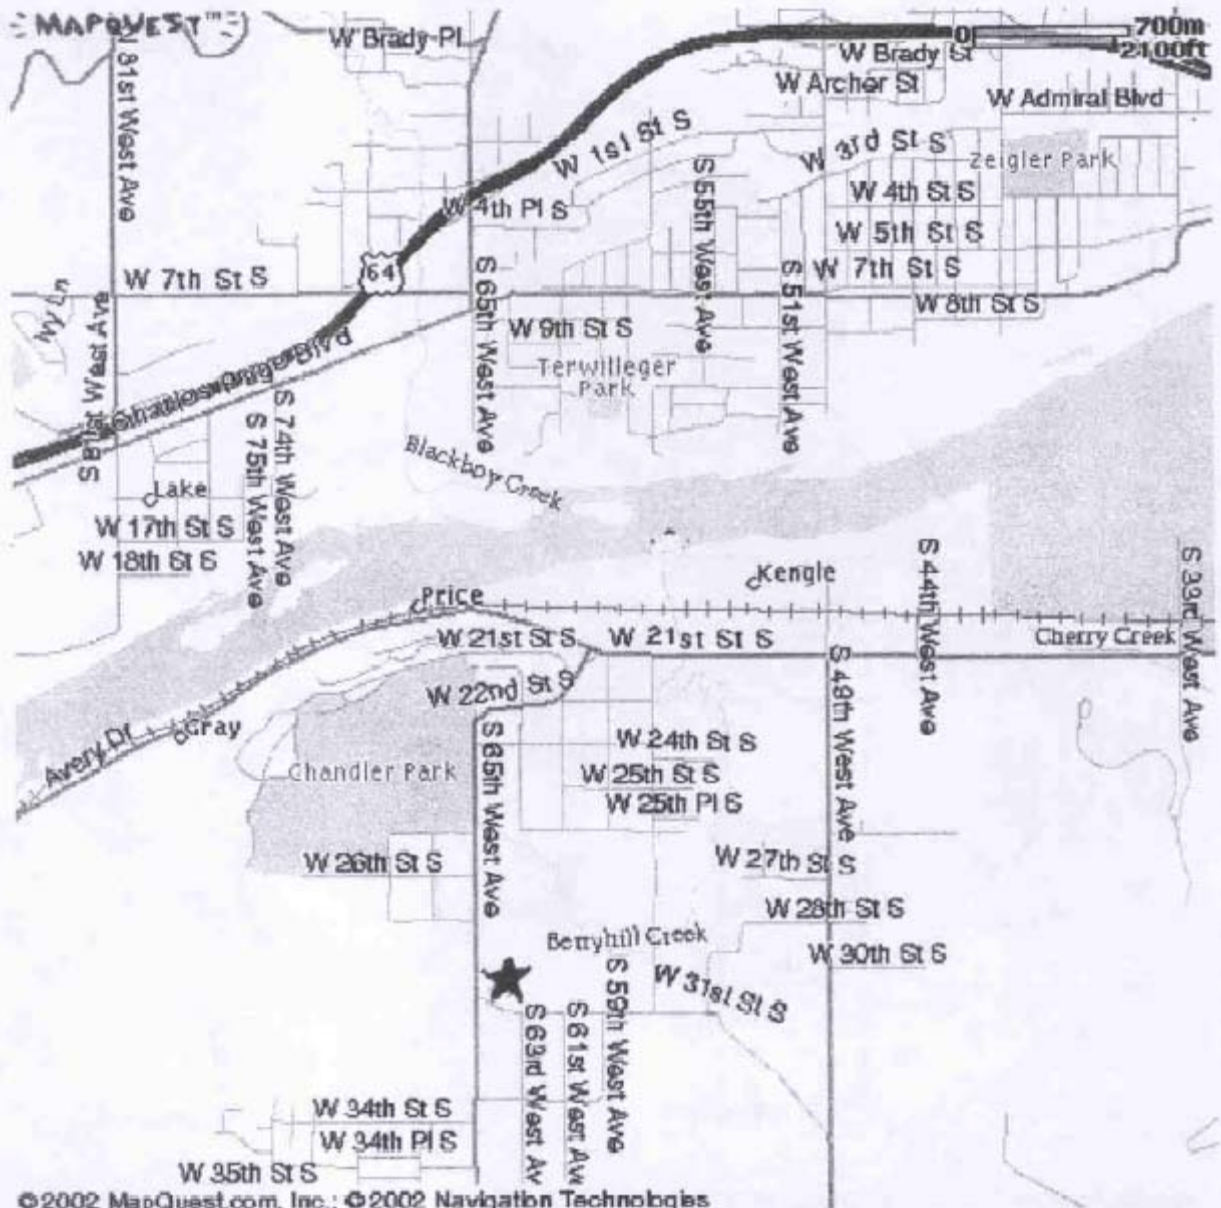 MAPQUEST™
W Brady Pl
0 700m
2100ft
W Brady St
W Archer St
W Admiral Blvd
W 1st St S
W 3rd St S
Zeigler Park
W 4th St S
W 4th Pl S
W 5th St S
S 55th West Ave
64
W 7th St S
W 7th St S
S 65th West Ave
S 51st West Ave
W 8th St S
W 9th St S
Terwilleger
Park
Blvd
S 74th West Ave
S 75th West Ave
Blackboy Creek
Lake
W 17th St S
W 18th St S
Price
Kengle
S 44th West Ave
S 33rd West Ave
W 21st St S
W 21st St S
Cherry Creek
W 22nd St S
S 49th West Ave
Avery Dr
Gray
W 24th St S
Chandler Park
S 65th West Ave
W 25th St S
W 25th Pl S
W 26th St S
W 27th St S
W 28th St S
Berryhill Creek
W 30th St S
W 31st St S
S 59th West Ave
S 63rd West Av
S 61st West Av
W 34th St S
W 34th Pl S
W 35th St S
©2002 MapQuest.com, Inc.; ©2002 Navigation Technologies